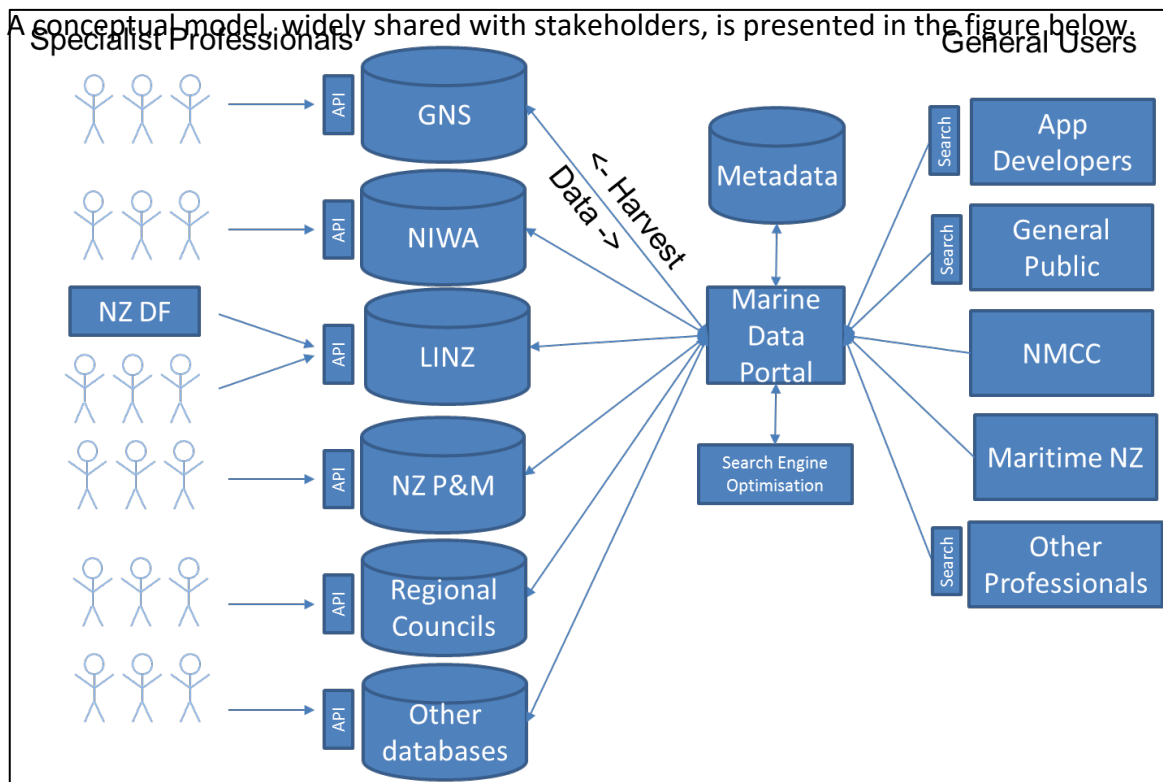 A conceptual model, widely shared with stakeholders, is presented in the figure below.
Specialist Professionals
General Users
API
GNS
API
NIWA
NZ DF
API
LINZ
API
NZ P&M
API
Regional
Councils
API
Other
databases
<- Harvest
Data ->
Metadata
Marine
Data
Portal
Search Engine
Optimisation
Search
App
Developers
Search
General
Public
NMCC
Maritime NZ
Search
Other
Professionals